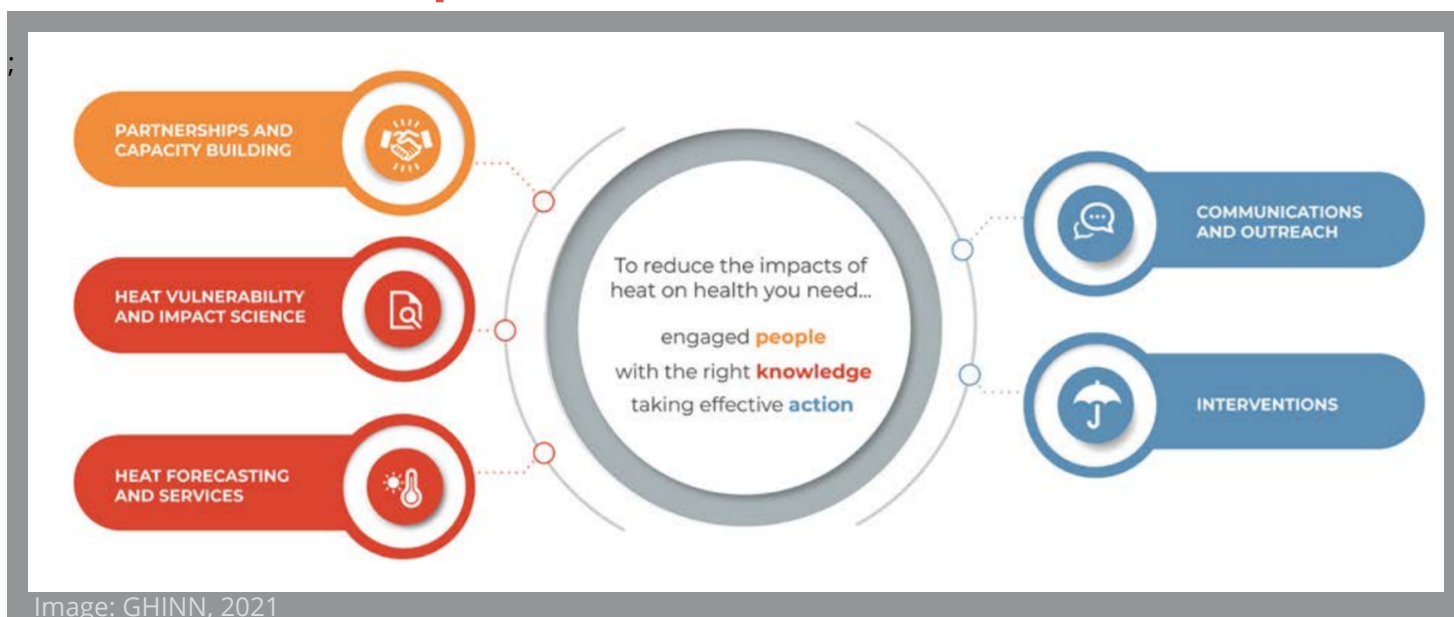 ;
PARTNERSHIPS AND
CAPACITY BUILDING
HEAT VULNERABILITY
AND IMPACT SCIENCE
HEAT FORECASTING
AND SERVICES
To reduce the impacts of
heat on health you need...
engaged people
with the right knowledge
taking effective action
COMMUNICATIONS
AND OUTREACH
INTERVENTIONS
Image: GHINN, 2021